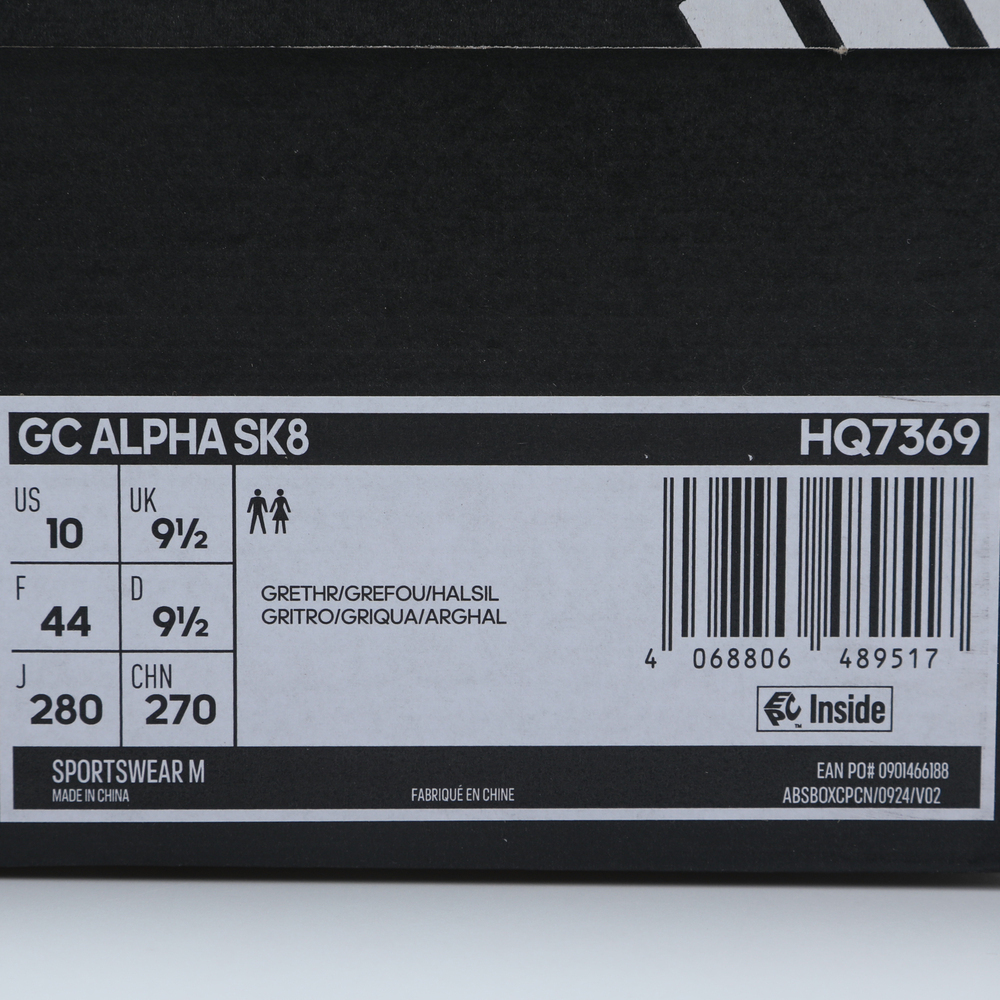 GC ALPHA SK8 HQ7369
US 10 UK 9½
F 44 D 9½
J 280 CHN 270
GRETHR/GREFOU/HALSIL
GRITRO/GRIQUA/ARGHAL
4 068806 489517
EPC Inside
TM
SPORTSWEAR M
MADE IN CHINA
FABRIQUÉ EN CHINE
EAN PO# 0901466188
ABSBOXCPCN/0924/V02